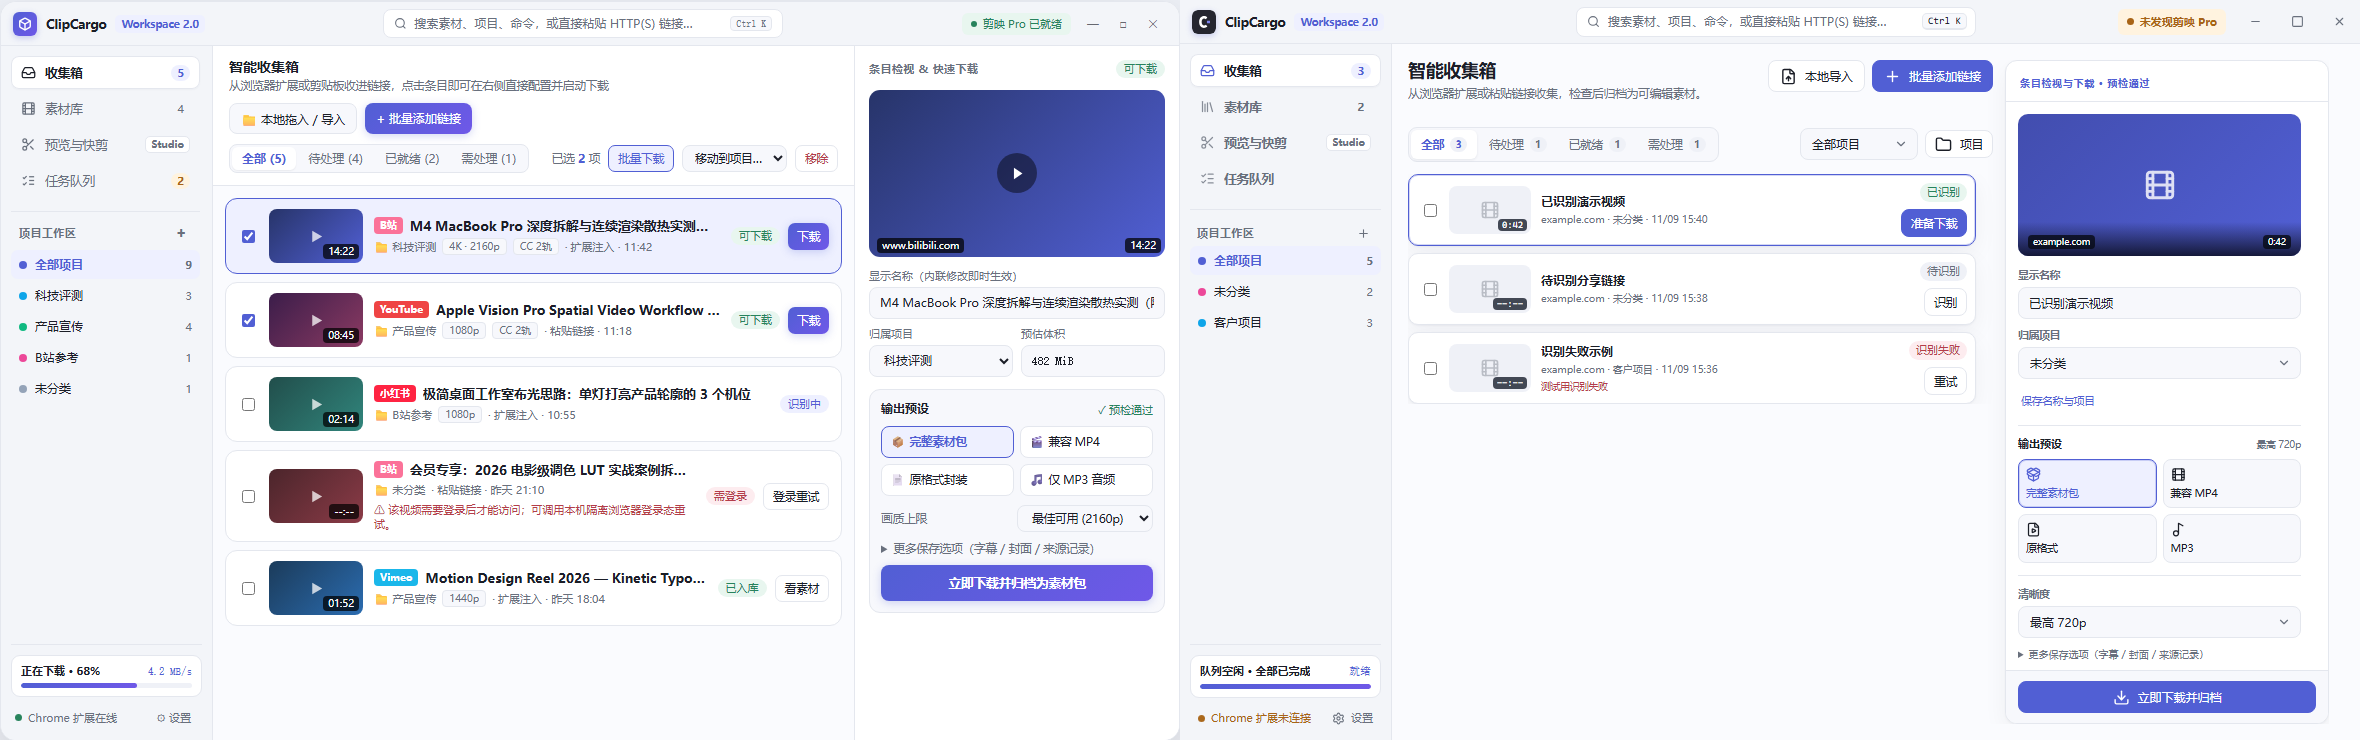 ClipCargo Workspace 2.0
搜索素材、项目、命令，或直接粘贴 HTTP(S) 链接... Ctrl K
剪映 Pro 已就绪
收集箱 5
素材库 4
预览与快剪 Studio
任务队列 2
项目工作区 +
全部项目 9
科技评测 3
产品宣传 4
B站参考 1
未分类 1
正在下载 • 68% 4.2 MB/s
Chrome 扩展在线 设置
智能收集箱
从浏览器扩展或剪贴板收进链接，点击条目即可在右侧直接配置并启动下载
本地拖入 / 导入 + 批量添加链接
全部 (5) 待处理 (4) 已就绪 (2) 需处理 (1) 已选 2 项 批量下载 移动到项目... 移除
14:22
B站 M4 MacBook Pro 深度拆解与连续渲染散热实测...
科技评测 4K · 2160p CC 2轨 · 扩展注入 · 11:42
可下载 下载
08:45
YouTube Apple Vision Pro Spatial Video Workflow ...
产品宣传 1080p CC 2轨 · 粘贴链接 · 11:18
可下载 下载
02:14
小红书 极简桌面工作室布光思路：单灯打亮产品轮廓的 3 个机位
B站参考 1080p · 扩展注入 · 10:55
识别中
--:--
B站 会员专享：2026 电影级调色 LUT 实战案例拆...
未分类 · 粘贴链接 · 昨天 21:10
⚠ 该视频需要登录后才能访问；可调用本机隔离浏览器登录态重
试。
需登录 登录重试
01:52
Vimeo Motion Design Reel 2026 — Kinetic Typo...
产品宣传 1440p · 扩展注入 · 昨天 18:04
已入库 看素材
条目检视 & 快速下载 可下载
www.bilibili.com 14:22
显示名称（内联修改即时生效）
M4 MacBook Pro 深度拆解与连续渲染散热实测（
归属项目 预估体积
科技评测 482 MiB
输出预设 ✓ 预检通过
完整素材包 兼容 MP4
原格式封装 仅 MP3 音频
画质上限 最佳可用 (2160p)
▶ 更多保存选项（字幕 / 封面 / 来源记录）
立即下载并归档为素材包
C ClipCargo Workspace 2.0
搜索素材、项目、命令，或直接粘贴 HTTP(S) 链接... Ctrl K
未发现剪映 Pro
收集箱 3
素材库 2
预览与快剪 Studio
任务队列
项目工作区 +
全部项目 5
未分类 2
客户项目 3
队列空闲 • 全部已完成 就绪
Chrome 扩展未连接 设置
智能收集箱
从浏览器扩展或粘贴链接收集，检查后归档为可编辑素材。
本地导入 + 批量添加链接
全部 3 待处理 1 已就绪 1 需处理 1 全部项目 项目
0:42
已识别演示视频
example.com · 未分类 · 11/09 15:40
已识别
准备下载
--:--
待识别分享链接
example.com · 未分类 · 11/09 15:38
待识别
识别
--:--
识别失败示例
example.com · 客户项目 · 11/09 15:36
测试用识别失败
识别失败
重试
条目检视与下载 • 预检通过
example.com 0:42
显示名称
已识别演示视频
归属项目
未分类
保存名称与项目
输出预设 最高 720p
完整素材包 兼容 MP4
原格式 MP3
清晰度
最高 720p
▶ 更多保存选项（字幕 / 封面 / 来源记录）
立即下载并归档